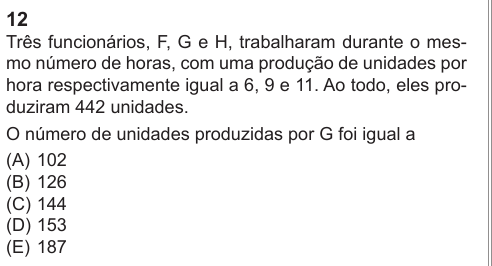 12
Três funcionários, F, G e H, trabalharam durante o mes-
mo número de horas, com uma produção de unidades por
hora respectivamente igual a 6, 9 e 11. Ao todo, eles pro-
duziram 442 unidades.
O número de unidades produzidas por G foi igual a
(A) 102
(B) 126
(C) 144
(D) 153
(E) 187